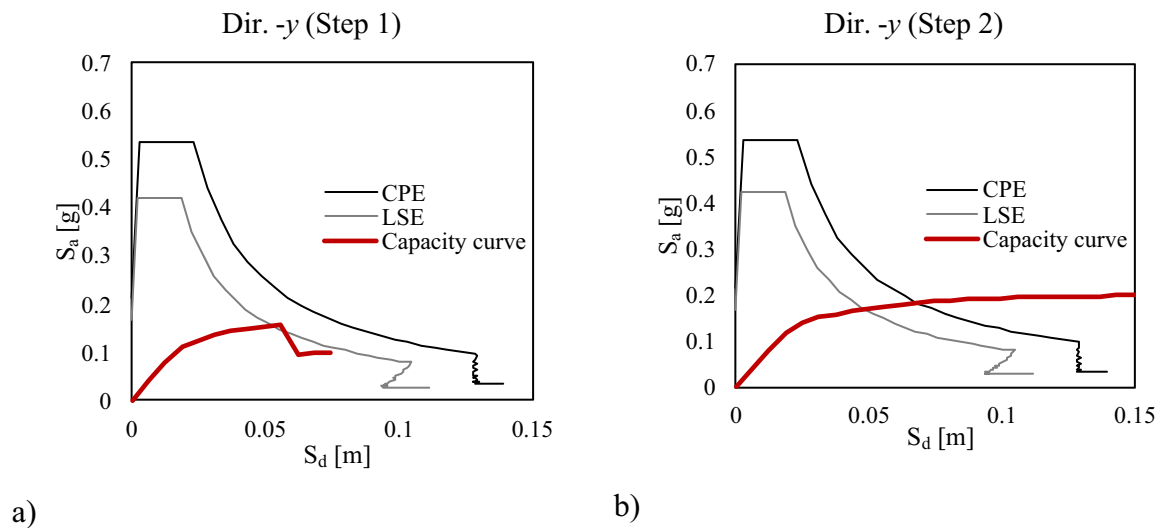 Dir. -y (Step 1)
0.7
0.6
0.5
0.4
0.3
0.2
0.1
0
Sa [g]
CPE
LSE
Capacity curve
0
0.05
0.1
0.15
Sd [m]
a)
Dir. -y (Step 2)
0.7
0.6
0.5
0.4
0.3
0.2
0.1
0
Sa [g]
CPE
LSE
Capacity curve
0
0.05
0.1
0.15
Sd [m]
b)